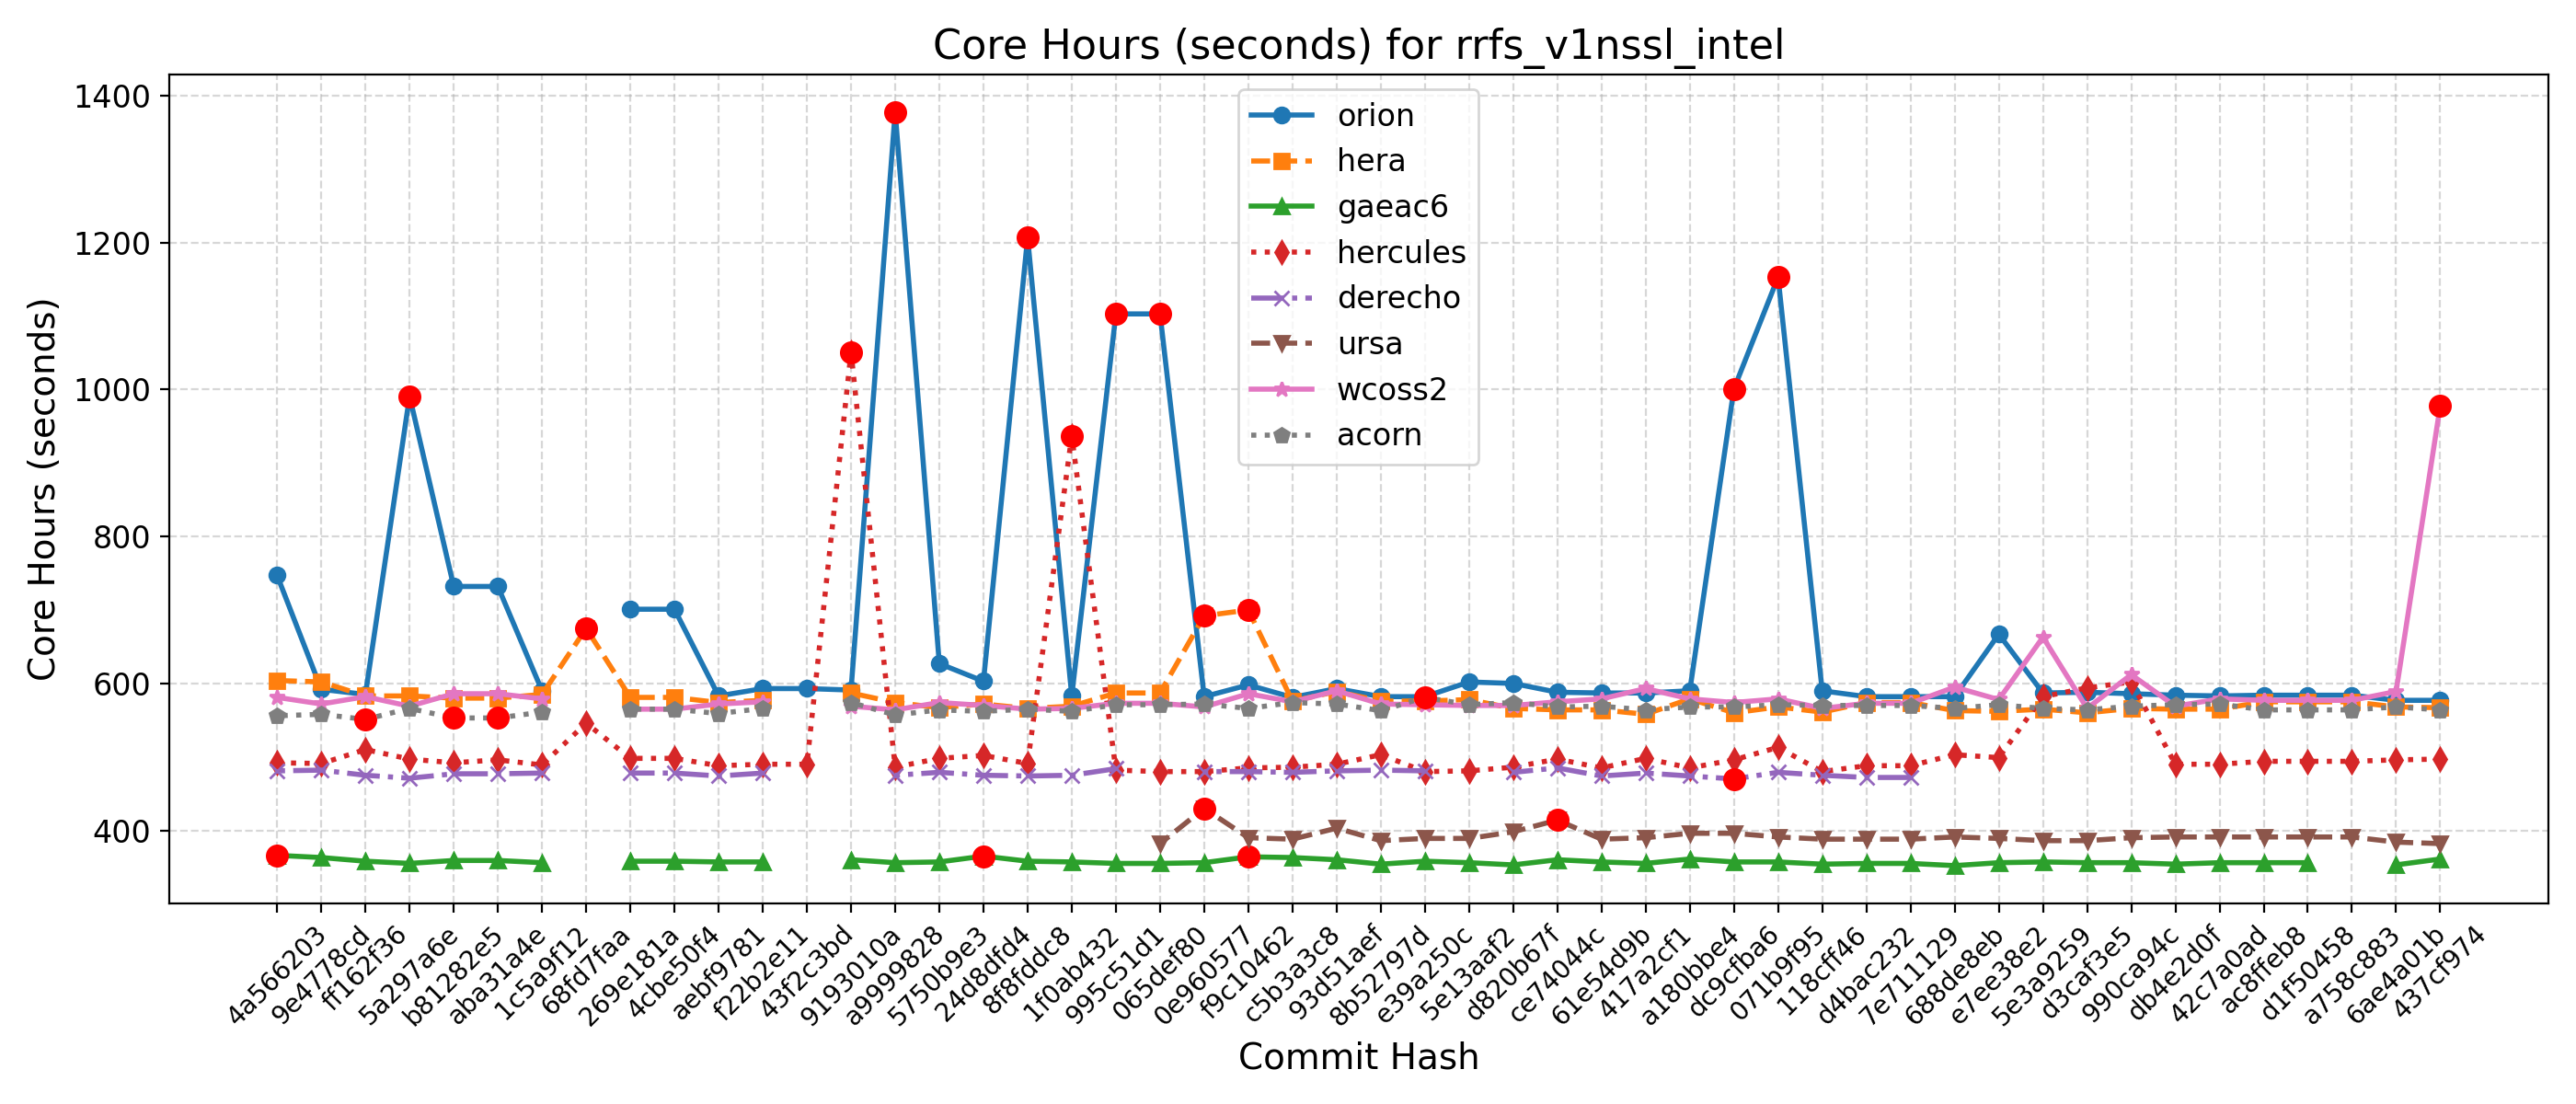 Core Hours (seconds) for rrfs_v1nssl_intel
Core Hours (seconds)
1400
1200
1000
800
600
400
orion
hera
gaeac6
hercules
derecho
ursa
wcoss2
acorn
4a566203
9e4778cd
ff162f36
5a297a6e
b81282e5
aba31a4e
1c5a9f12
68fd7faa
269e181a
4cbe50f4
aebf9781
f22b2e11
43f2c3bd
9193010a
a9999828
5750b9e3
24d8dfd4
8f8fddc8
1f0ab432
995c51d1
065def80
0e960577
f9c10462
c5b3a3c8
93d51aef
8b52797d
e39a250c
5e13aaf2
d820b67f
ce74044c
61e54d9b
417a2cf1
a180bbe4
dc9cfba6
071b9f95
118cff46
d4bac232
7e711129
688de8eb
e7ee38e2
5e3a9259
d3caf3e5
990ca94c
db4e2d0f
42c7a0ad
ac8ffeb8
d1f50458
a758c883
6ae4a01b
437cf974
Commit Hash